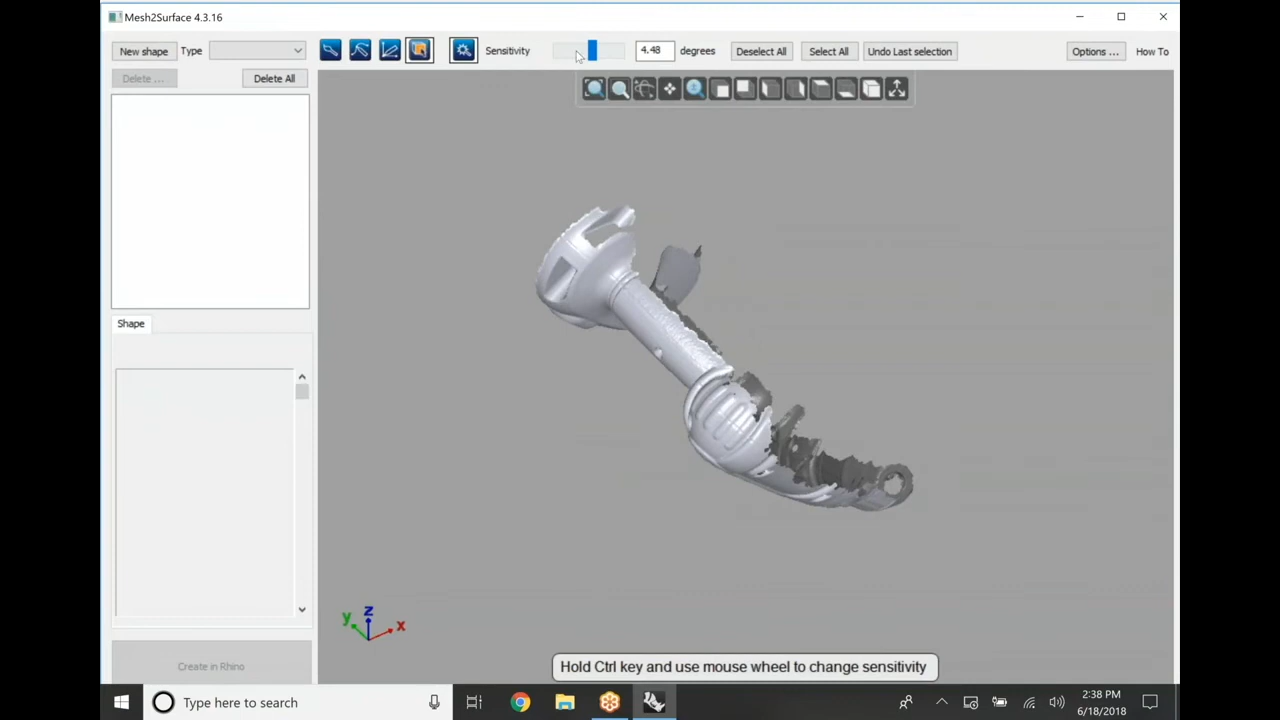 Mesh2Surface 4.3.16
New shape Type Sensitivity 4.48 degrees Deselect All Select All Undo Last selection Options ... How To
Delete ... Delete All
Shape
z
y
x
Create in Rhino
Hold Ctrl key and use mouse wheel to change sensitivity
Type here to search
2:38 PM
6/18/2018